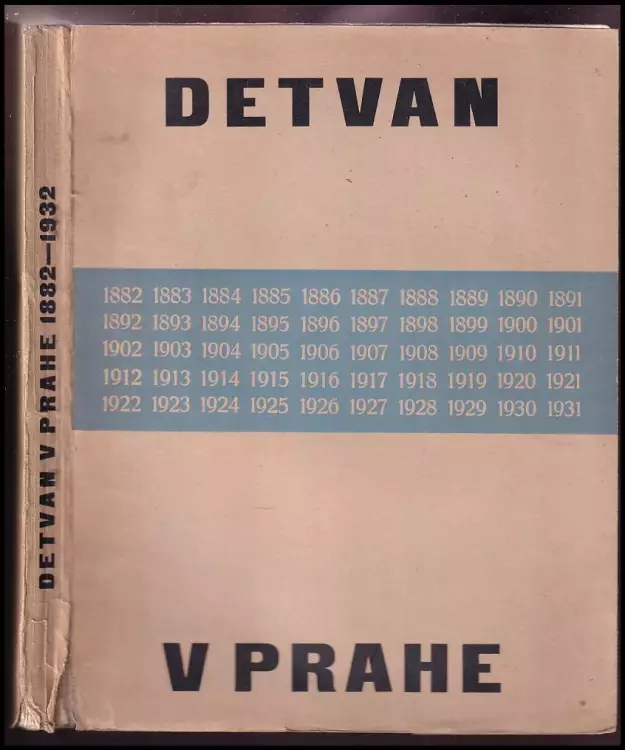 DETVAN
1882 1883 1884 1885 1886 1887 1888 1889 1890 1891
1892 1893 1894 1895 1896 1897 1898 1899 1900 1901
1902 1903 1904 1905 1906 1907 1908 1909 1910 1911
1912 1913 1914 1915 1916 1917 1918 1919 1920 1921
1922 1923 1924 1925 1926 1927 1928 1929 1930 1931
V PRAHE
DETVAN V PRAHE 1882—1932